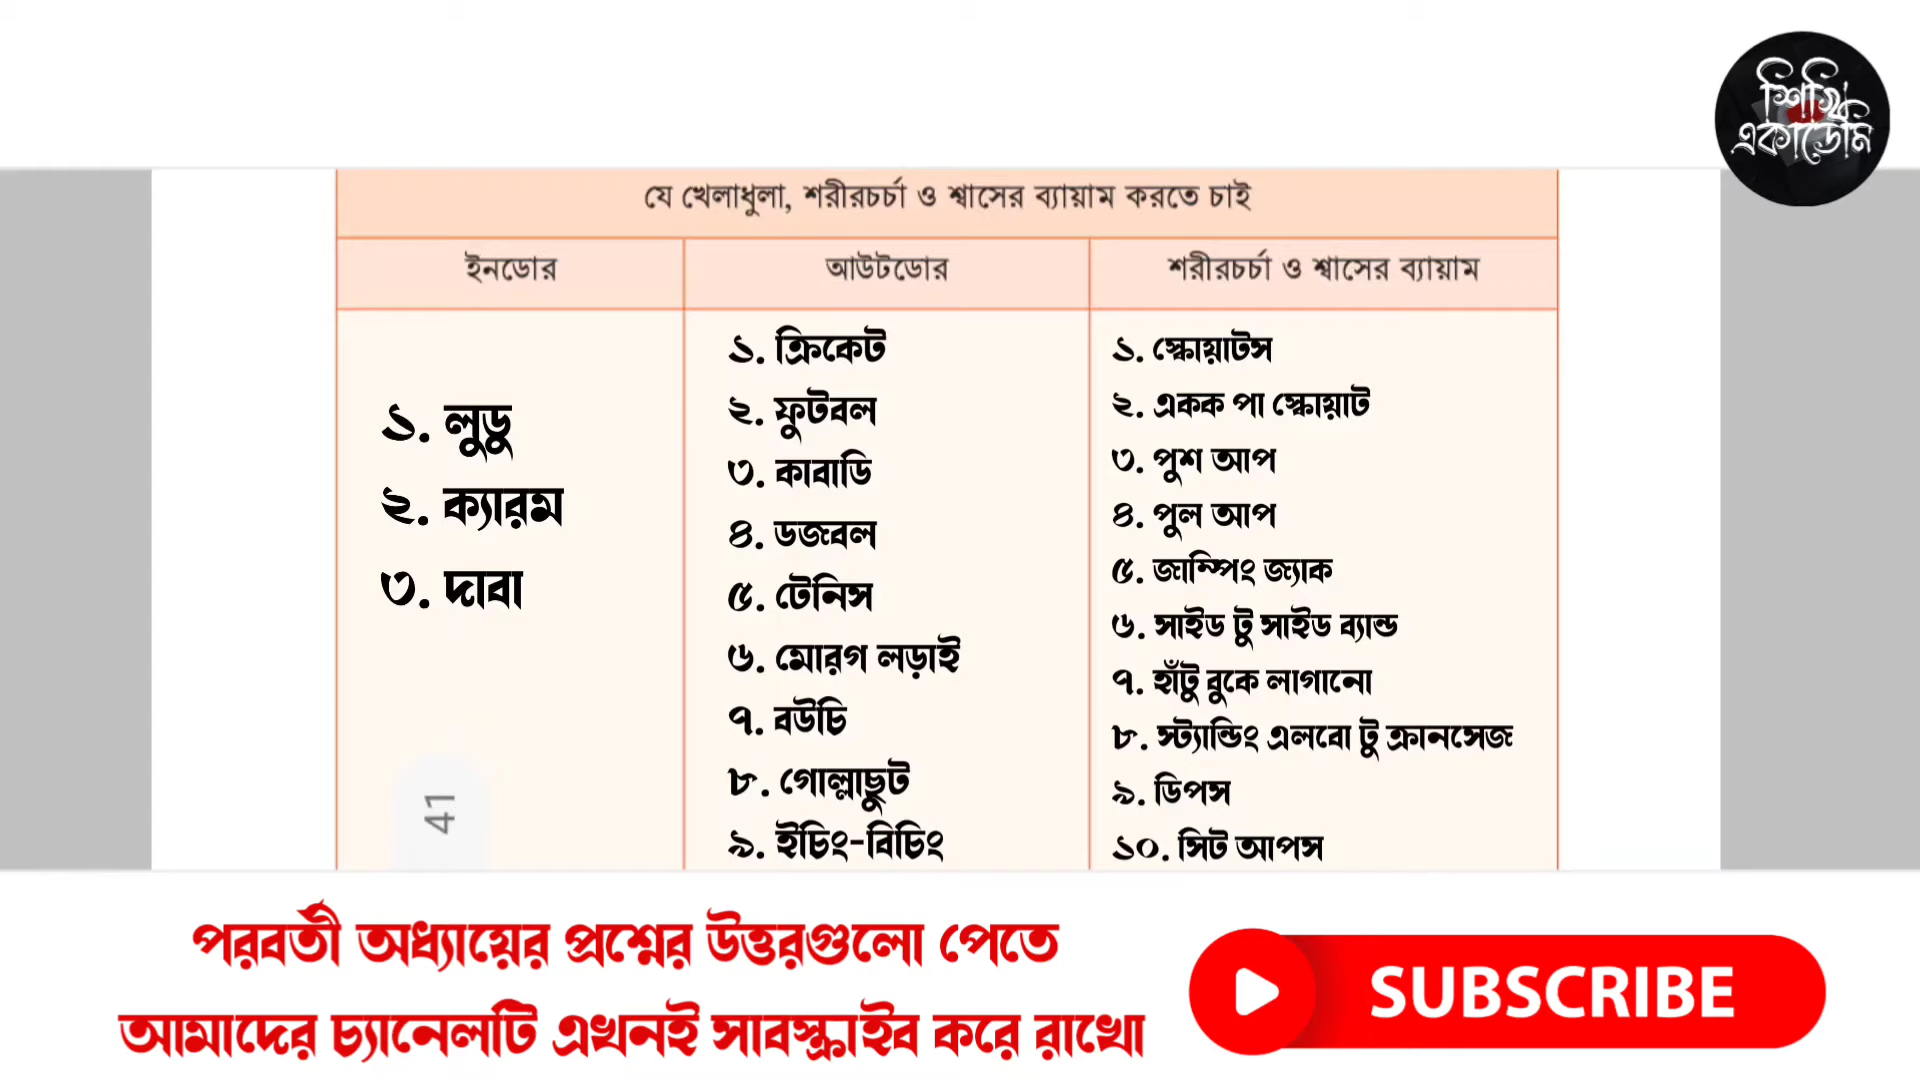 শিখি
একাডেমি
যে খেলাধুলা, শরীরচর্চা ও শ্বাসের ব্যায়াম করতে চাই
ইনডোর
আউটডোর
শরীরচর্চা ও শ্বাসের ব্যায়াম
১. লুডু
২. ক্যারম
৩. দাবা
১. ক্রিকেট
২. ফুটবল
৩. কাবাডি
৪. ডজবল
৫. টেনিস
৬. মোরগ লড়াই
৭. বউচি
৮. গোল্লাছুট
৯. ইচিং-বিচিং
১. স্কোয়াটস
২. একক পা স্কোয়াট
৩. পুশ আপ
৪. পুল আপ
৫. জাম্পিং জ্যাক
৬. সাইড টু সাইড ব্যান্ড
৭. হাঁটু বুকে লাগানো
৮. স্ট্যান্ডিং এলবো টু ক্রানসেজ
৯. ডিপস
১০. সিট আপস
41
পরবর্তী অধ্যায়ের প্রশ্নের উত্তরগুলো পেতে
আমাদের চ্যানেলটি এখনই সাবস্ক্রাইব করে রাখো
SUBSCRIBE